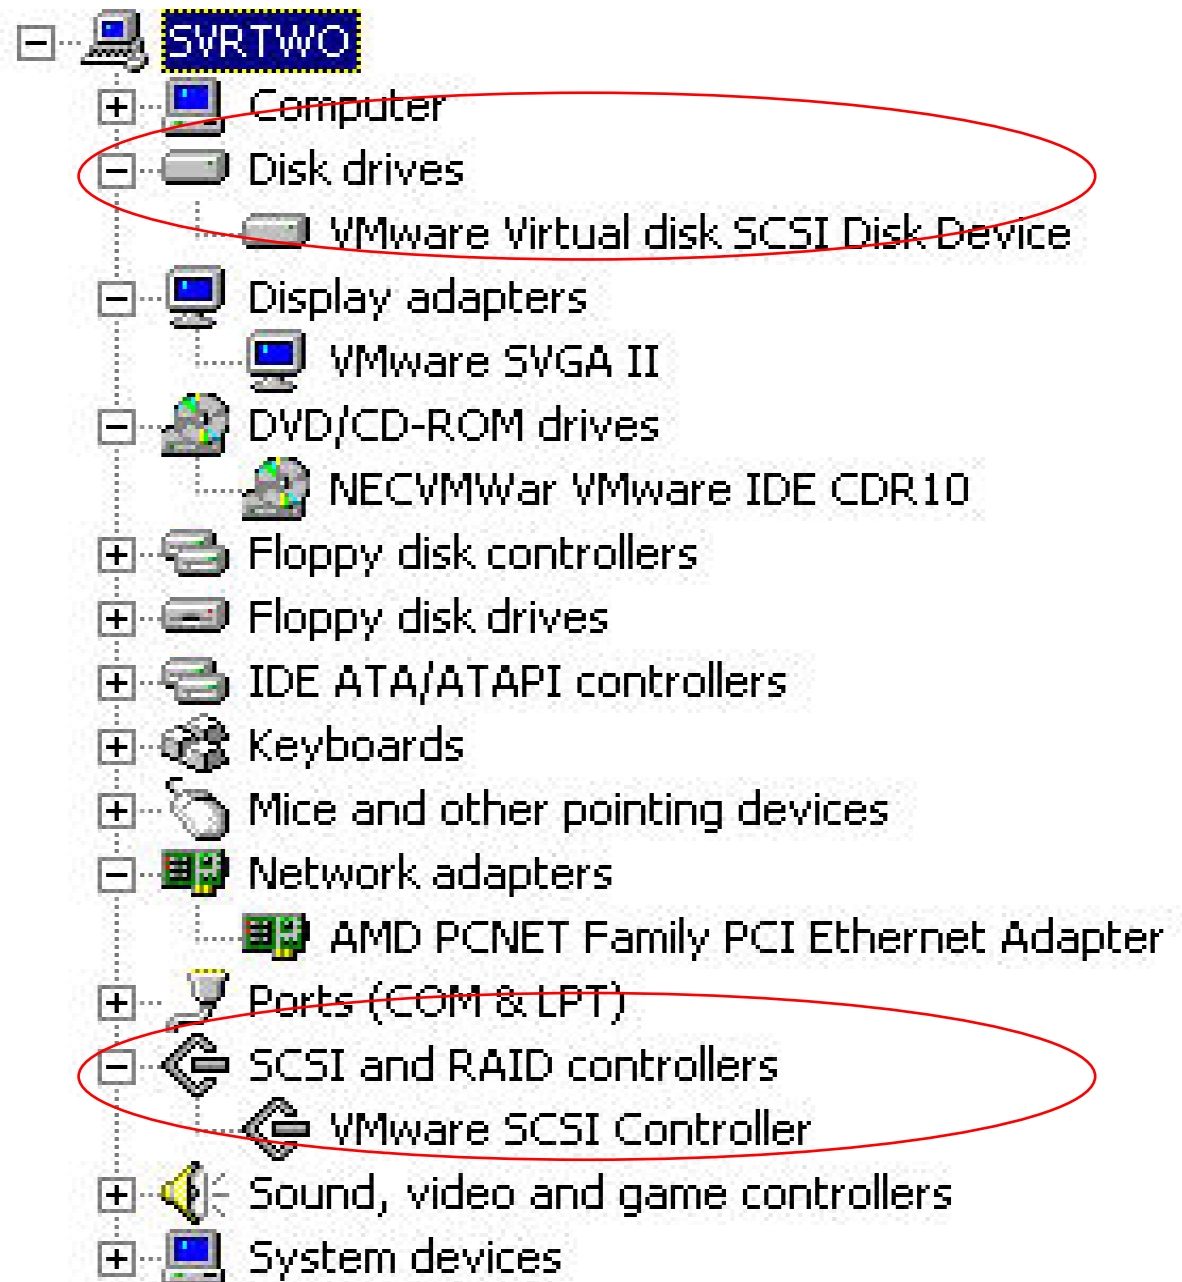 SVRTWO
Computer
Disk drives
VMware Virtual disk SCSI Disk Device
Display adapters
VMware SVGA II
DVD/CD-ROM drives
NECVMWar VMware IDE CDR10
Floppy disk controllers
Floppy disk drives
IDE ATA/ATAPI controllers
Keyboards
Mice and other pointing devices
Network adapters
AMD PCNET Family PCI Ethernet Adapter
Ports (COM & LPT)
SCSI and RAID controllers
VMware SCSI Controller
Sound, video and game controllers
System devices